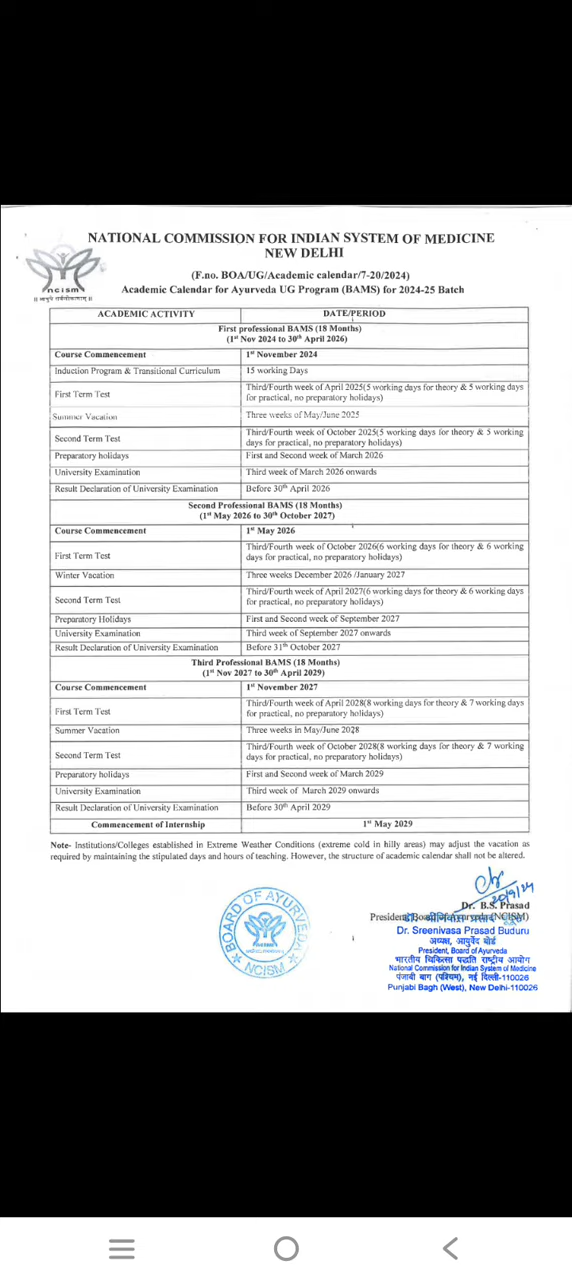 NATIONAL COMMISSION FOR INDIAN SYSTEM OF MEDICINE
NEW DELHI
ncism
(F.no. BOA/UG/Academic calendar/7-20/2024)
Academic Calendar for Ayurveda UG Program (BAMS) for 2024-25 Batch
ACADEMIC ACTIVITY DATE/PERIOD
First professional BAMS (18 Months)
(1st Nov 2024 to 30th April 2026)
Course Commencement 1st November 2024
Induction Program & Transitional Curriculum 15 working Days
First Term Test Third/Fourth week of April 2025(5 working days for theory & 5 working days
for practical, no preparatory holidays)
Summer Vacation Three weeks of May/June 2025
Second Term Test Third/Fourth week of October 2025(5 working days for theory & 5 working
days for practical, no preparatory holidays)
Preparatory holidays First and Second week of March 2026
University Examination Third week of March 2026 onwards
Result Declaration of University Examination Before 30th April 2026
Second Professional BAMS (18 Months)
(1st May 2026 to 30th October 2027)
Course Commencement 1st May 2026
First Term Test Third/Fourth week of October 2026(6 working days for theory & 6 working
days for practical, no preparatory holidays)
Winter Vacation Three weeks December 2026 /January 2027
Second Term Test Third/Fourth week of April 2027(6 working days for theory & 6 working days
for practical, no preparatory holidays)
Preparatory Holidays First and Second week of September 2027
University Examination Third week of September 2027 onwards
Result Declaration of University Examination Before 31th October 2027
Third Professional BAMS (18 Months)
(1st Nov 2027 to 30th April 2029)
Course Commencement 1st November 2027
First Term Test Third/Fourth week of April 2028(8 working days for theory & 7 working days
for practical, no preparatory holidays)
Summer Vacation Three weeks in May/June 2028
Second Term Test Third/Fourth week of October 2028(8 working days for theory & 7 working
days for practical, no preparatory holidays)
Preparatory holidays First and Second week of March 2029
University Examination Third week of March 2029 onwards
Result Declaration of University Examination Before 30th April 2029
Commencement of Internship 1st May 2029
Note- Institutions/Colleges established in Extreme Weather Conditions (extreme cold in hilly areas) may adjust the vacation as
required by maintaining the stipulated days and hours of teaching. However, the structure of academic calendar shall not be altered.
20/9/24
Dr. B.S. Prasad
President Board of Ayurveda (NCISM)
Dr. Sreenivasa Prasad Buduru
अध्यक्ष, आयुर्वेद बोर्ड
President, Board of Ayurveda
भारतीय चिकित्सा पद्धति राष्ट्रीय आयोग
National Commission for Indian System of Medicine
पंजाबी बाग (पश्चिम), नई दिल्ली-110026
Punjabi Bagh (West), New Delhi-110026
BOARD OF AYURVEDA
NCISM